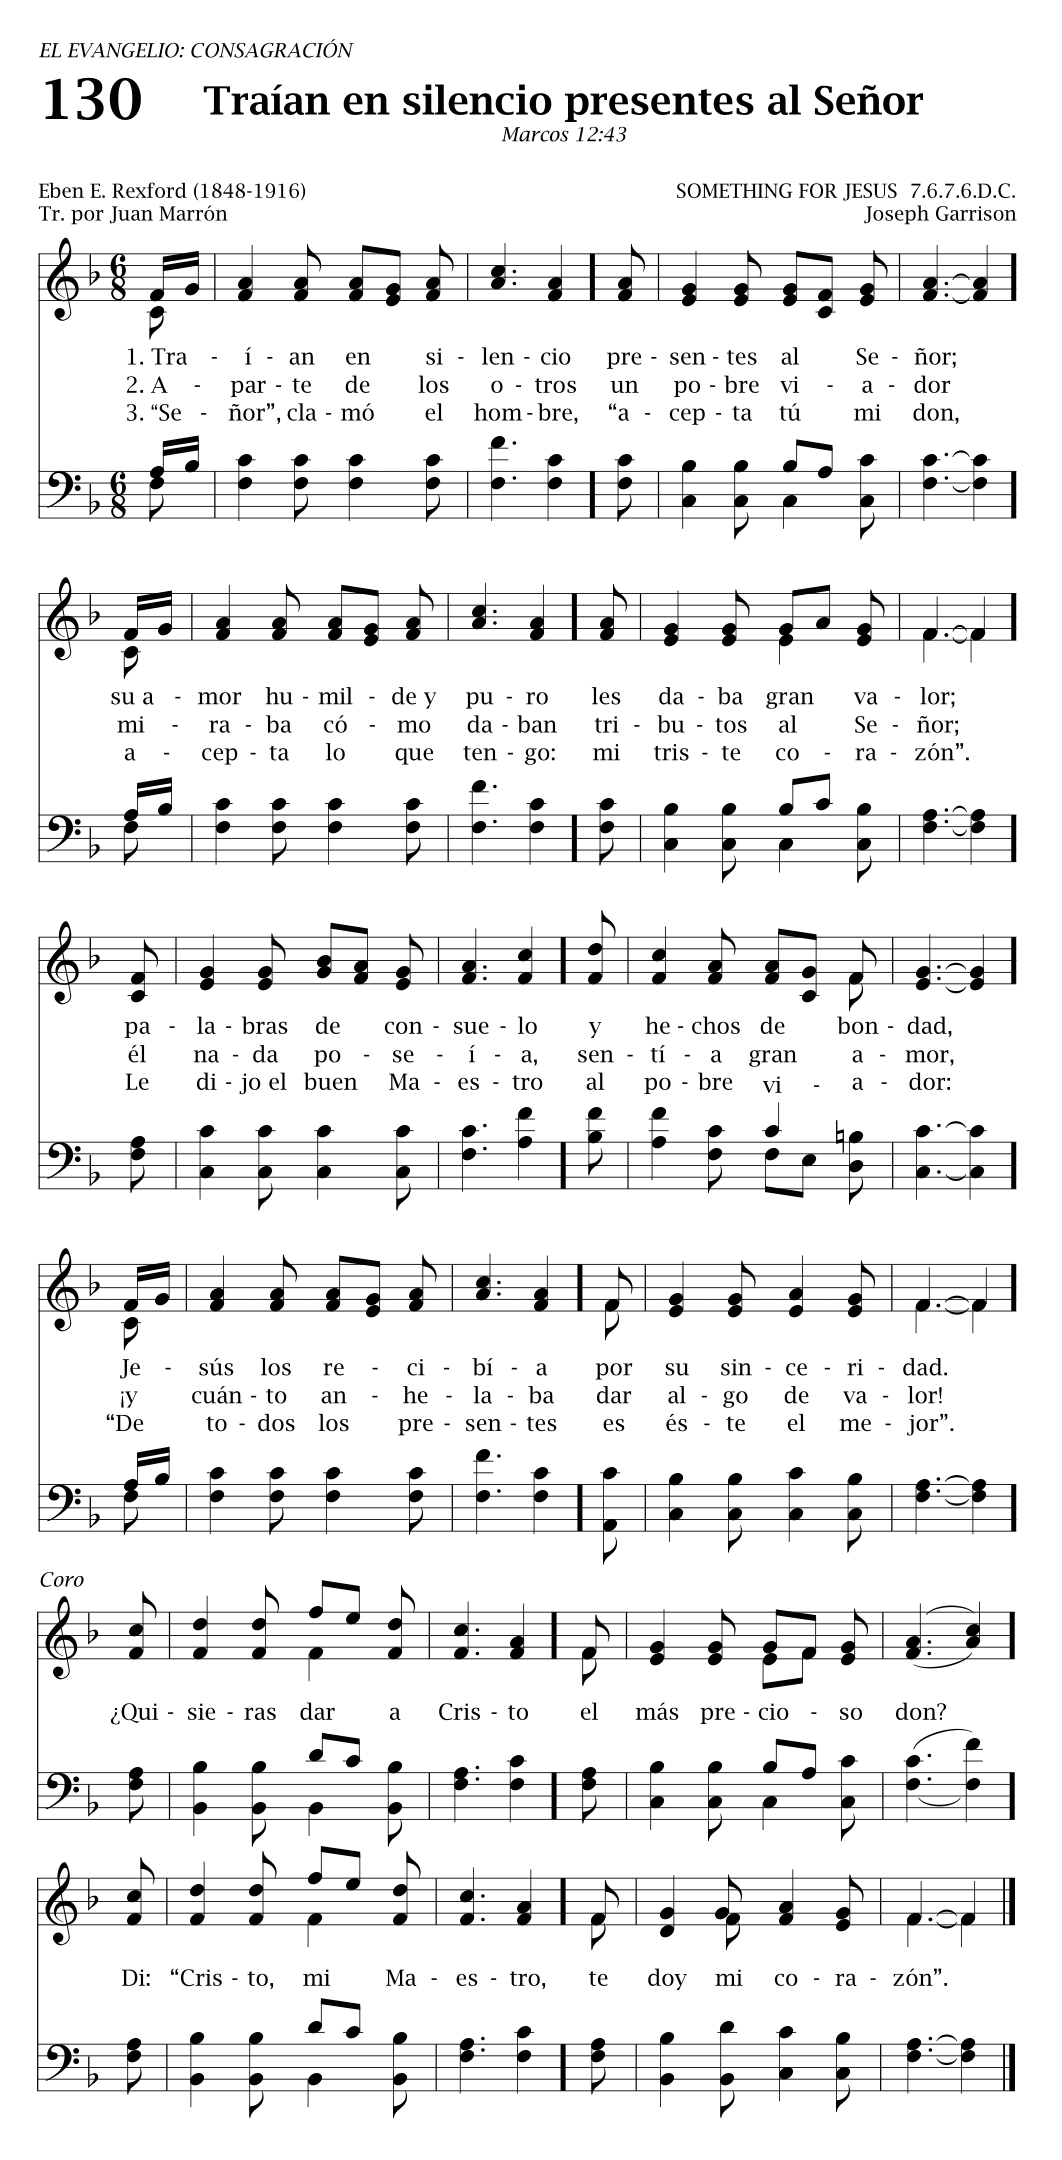 EL EVANGELIO: CONSAGRACIÓN
130 Traían en silencio presentes al Señor
Marcos 12:43
Eben E. Rexford (1848-1916) SOMETHING FOR JESUS 7.6.7.6.D.C.
Tr. por Juan Marrón Joseph Garrison
6 8
1. Tra - í - an en si - len - cio pre - sen - tes al Se - ñor;
2. A - par - te de los o - tros un po - bre vi - a - dor
3. “Se - ñor”, cla - mó el hom - bre, “a - cep - ta tú mi don,
6 8
su a - mor hu - mil - de y pu - ro les da - ba gran va - lor;
mi - ra - ba có - mo da - ban tri - bu - tos al Se - ñor;
a - cep - ta lo que ten - go: mi tris - te co - ra - zón”.
pa - la - bras de con - sue - lo y he - chos de bon - dad,
él na - da po - se - í - a, sen - tí - a gran a - mor,
Le di - jo el buen Ma - es - tro al po - bre vi - a - dor:
Je - sús los re - ci - bí - a por su sin - ce - ri - dad.
¡y cuán - to an - he - la - ba dar al - go de va - lor!
“De to - dos los pre - sen - tes es és - te el me - jor”.
Coro
¿Qui - sie - ras dar a Cris - to el más pre - cio - so don?
Di: “Cris - to, mi Ma - es - tro, te doy mi co - ra - zón”.